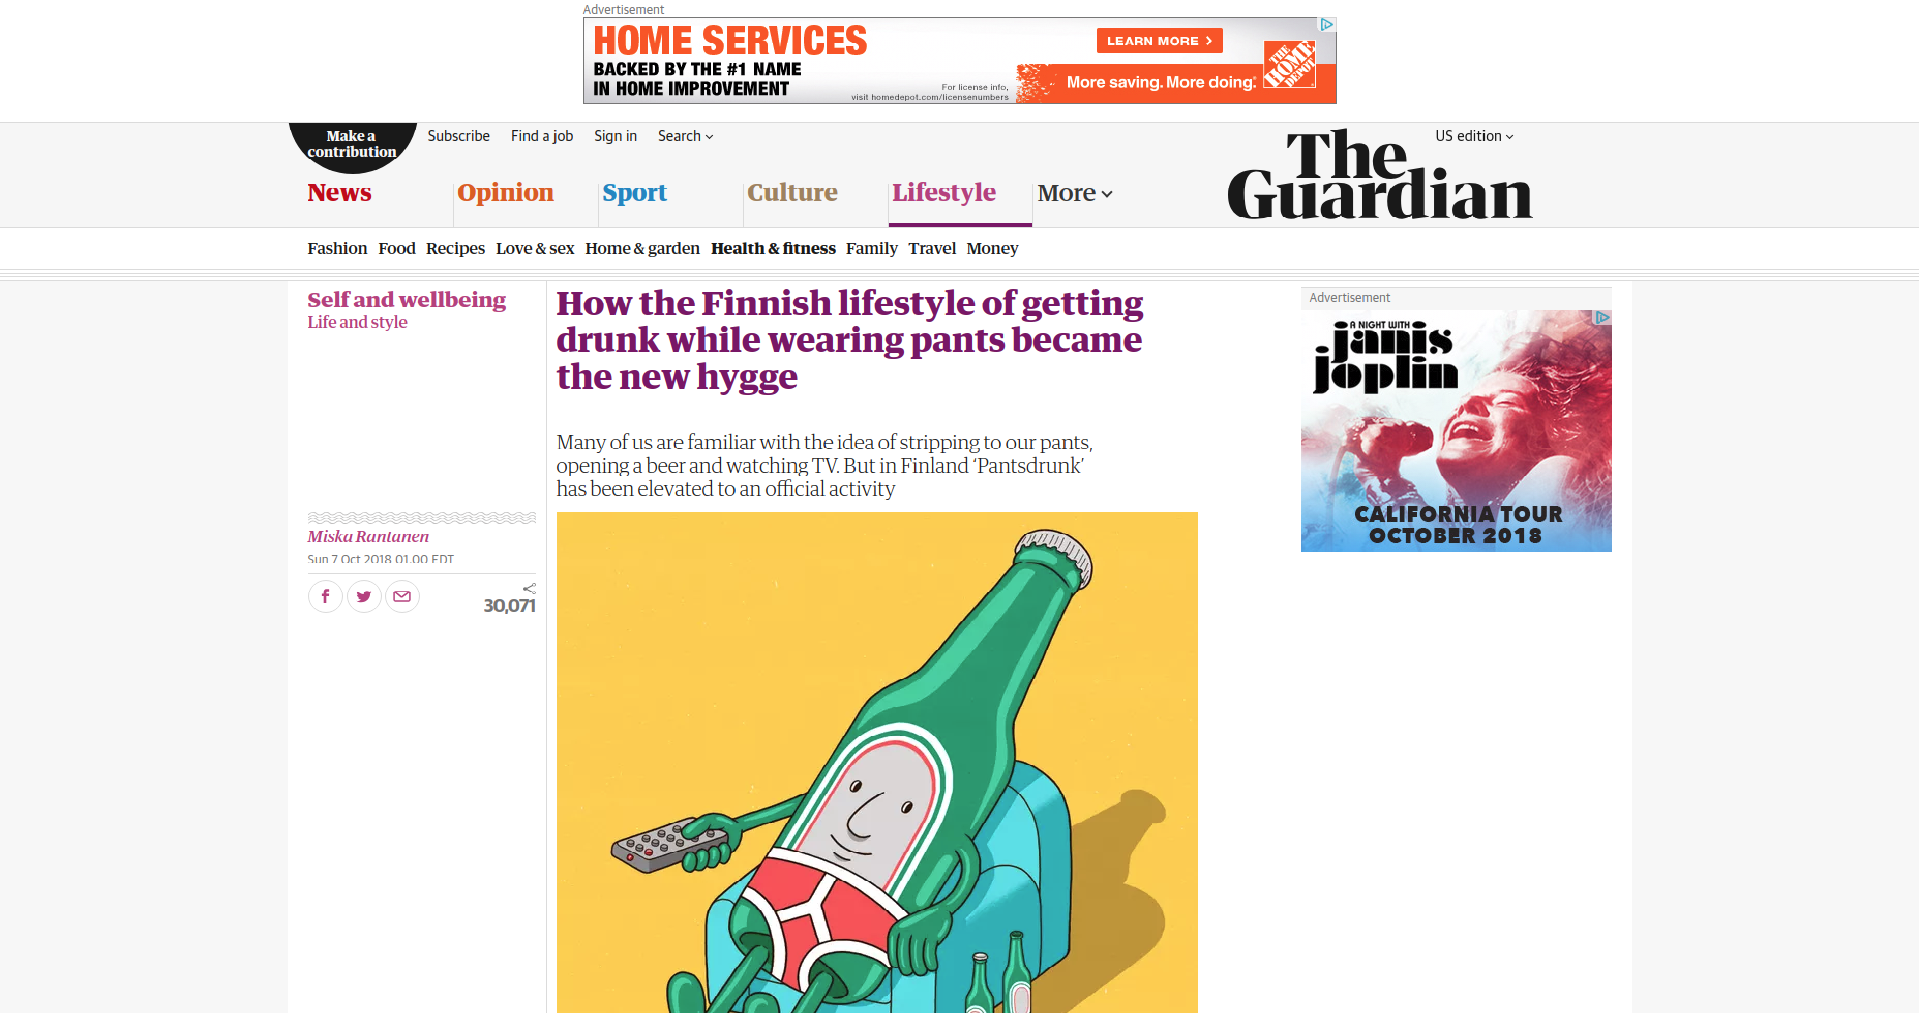 Advertisement
HOME SERVICES
BACKED BY THE #1 NAME
IN HOME IMPROVEMENT
For license info,
visit homedepot.com/licensenumbers
LEARN MORE >
More saving. More doing.
THE HOME DEPOT
Make a
contribution
Subscribe Find a job Sign in Search
US edition
The
Guardian
News Opinion Sport Culture Lifestyle More
Fashion Food Recipes Love & sex Home & garden Health & fitness Family Travel Money
Self and wellbeing
Life and style
How the Finnish lifestyle of getting
drunk while wearing pants became
the new hygge
Many of us are familiar with the idea of stripping to our pants,
opening a beer and watching TV. But in Finland ‘Pantsdrunk’
has been elevated to an official activity
Miska Rantanen
Sun 7 Oct 2018 01.00 EDT
30,071
Advertisement
A NIGHT WITH
janis
joplin
CALIFORNIA TOUR
OCTOBER 2018